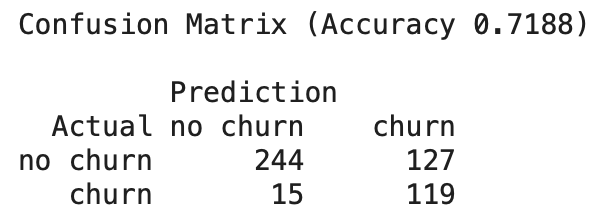 Confusion Matrix (Accuracy 0.7188)
Prediction
Actual no churn churn
no churn 244 127
churn 15 119